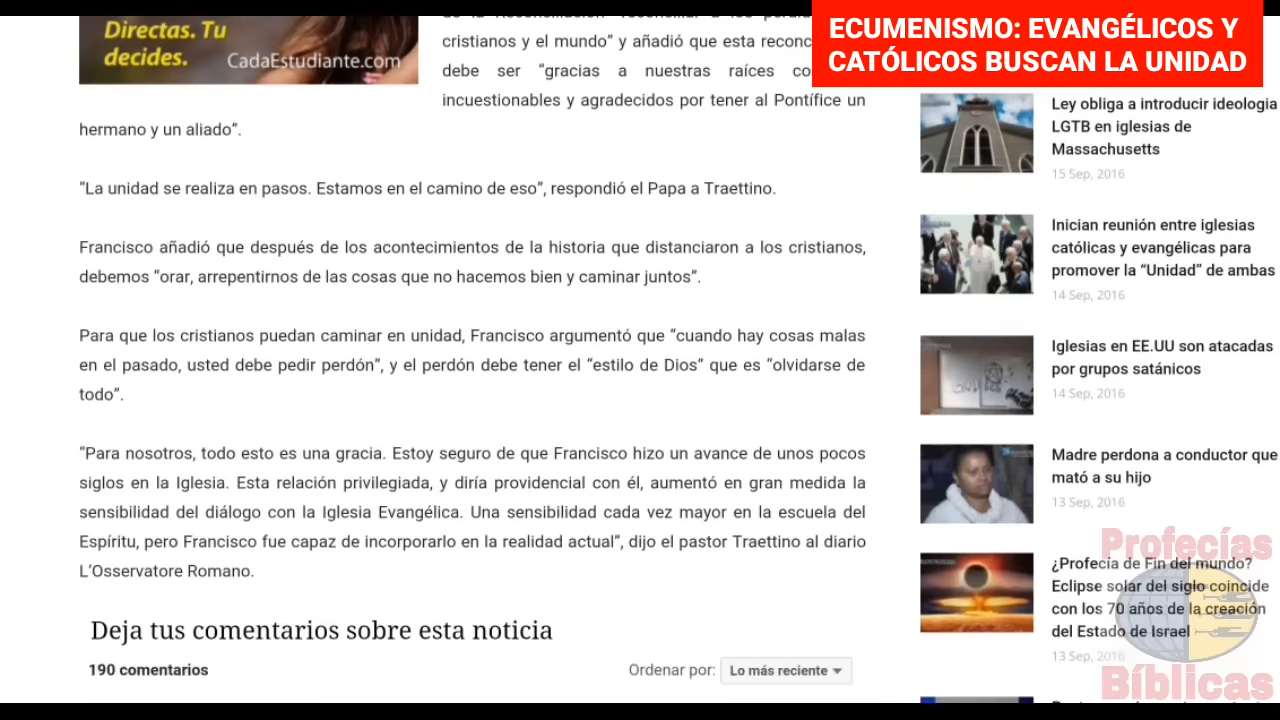 ECUMENISMO: EVANGÉLICOS Y
CATÓLICOS BUSCAN LA UNIDAD
Directas. Tu
decides.
CadaEstudiante.com
cristianos y el mundo” y añadió que esta
debe ser “gracias a nuestras raíces
incuestionables y agradecidos por tener al Pontífice un
hermano y un aliado”.
“La unidad se realiza en pasos. Estamos en el camino de eso”, respondió el Papa a Traettino.
Francisco añadió que después de los acontecimientos de la historia que distanciaron a los cristianos,
debemos “orar, arrepentirnos de las cosas que no hacemos bien y caminar juntos”.
Para que los cristianos puedan caminar en unidad, Francisco argumentó que “cuando hay cosas malas
en el pasado, usted debe pedir perdón”, y el perdón debe tener el “estilo de Dios” que es “olvidarse de
todo”.
“Para nosotros, todo esto es una gracia. Estoy seguro de que Francisco hizo un avance de unos pocos
siglos en la Iglesia. Esta relación privilegiada, y diría providencial con él, aumentó en gran medida la
sensibilidad del diálogo con la Iglesia Evangélica. Una sensibilidad cada vez mayor en la escuela del
Espíritu, pero Francisco fue capaz de incorporarlo en la realidad actual”, dijo el pastor Traettino al diario
L’Osservatore Romano.
Deja tus comentarios sobre esta noticia
190 comentarios
Ordenar por: Lo más reciente
Ley obliga a introducir ideologia
LGTB en iglesias de
Massachusetts
15 Sep, 2016
Inician reunión entre iglesias
católicas y evangélicas para
promover la “Unidad” de ambas
14 Sep, 2016
Iglesias en EE.UU son atacadas
por grupos satánicos
14 Sep, 2016
Madre perdona a conductor que
mató a su hijo
13 Sep, 2016
¿Profecía de Fin del mundo?
Eclipse solar del siglo coincide
con los 70 años de la creación
del Estado de Israel
13 Sep, 2016
Profecías
Bíblicas